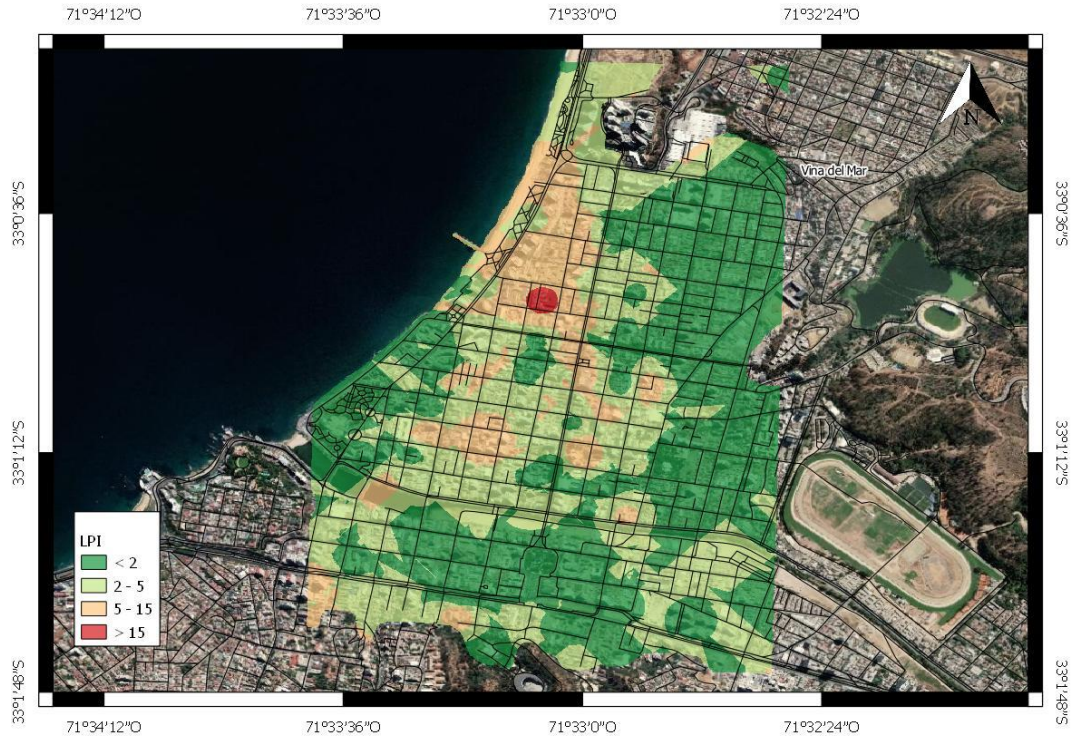 71°34'12"O 71°33'36"O 71°33'0"O 71°32'24"O
N
Vina del Mar
33°0'36"S 33°0'36"S
33°1'12"S 33°1'12"S
LPI
< 2
2 - 5
5 - 15
> 15
33°1'48"S 33°1'48"S
71°34'12"O 71°33'36"O 71°33'0"O 71°32'24"O